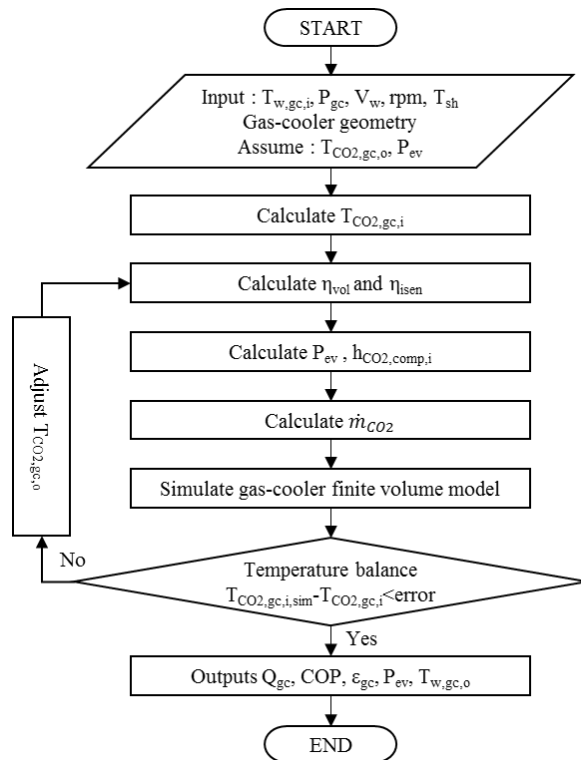 START
Input : T_w,gc,i, P_gc, V_w, rpm, T_sh
Gas-cooler geometry
Assume : T_CO2,gc,o, P_ev
Calculate T_CO2,gc,i
Calculate η_vol and η_isen
Calculate P_ev , h_CO2,comp,i
Calculate ṁ_CO2
Simulate gas-cooler finite volume model
Adjust T_CO2,gc,o
No
Temperature balance
T_CO2,gc,i,sim-T_CO2,gc,i<error
Yes
Outputs Q_gc, COP, ε_gc, P_ev, T_w,gc,o
END